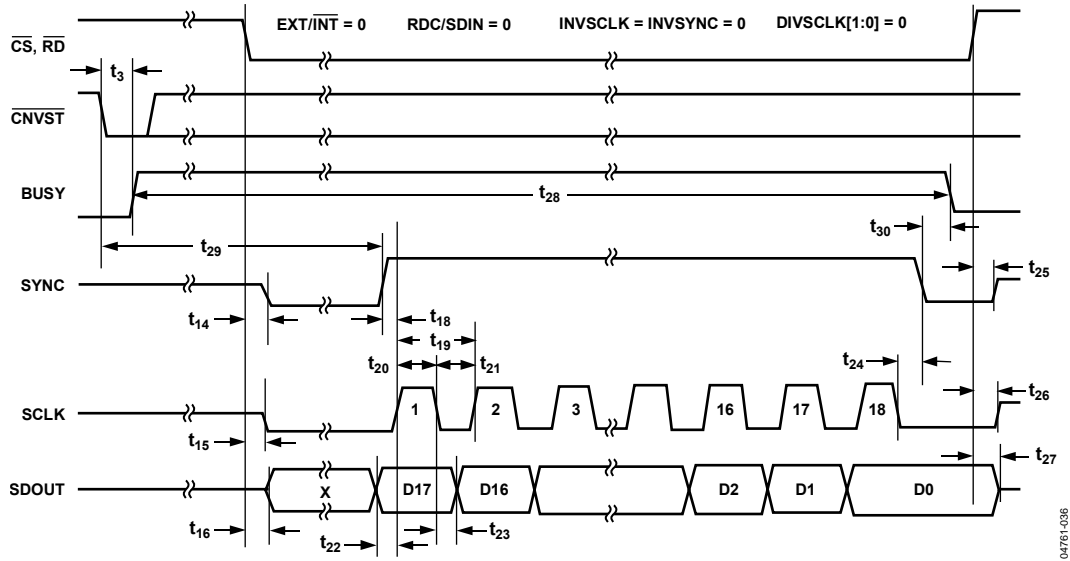 EXT/INT = 0 RDC/SDIN = 0 INVSCLK = INVSYNC = 0 DIVSCLK[1:0] = 0
CS, RD
t3
CNVST
BUSY
t28
t29
t30
SYNC
t25
t14
t18
t19
t20
t21
t24
SCLK
1 2 3 16 17 18
t26
t15
t27
SDOUT
X D17 D16 D2 D1 D0
t16
t22
t23
04761-036